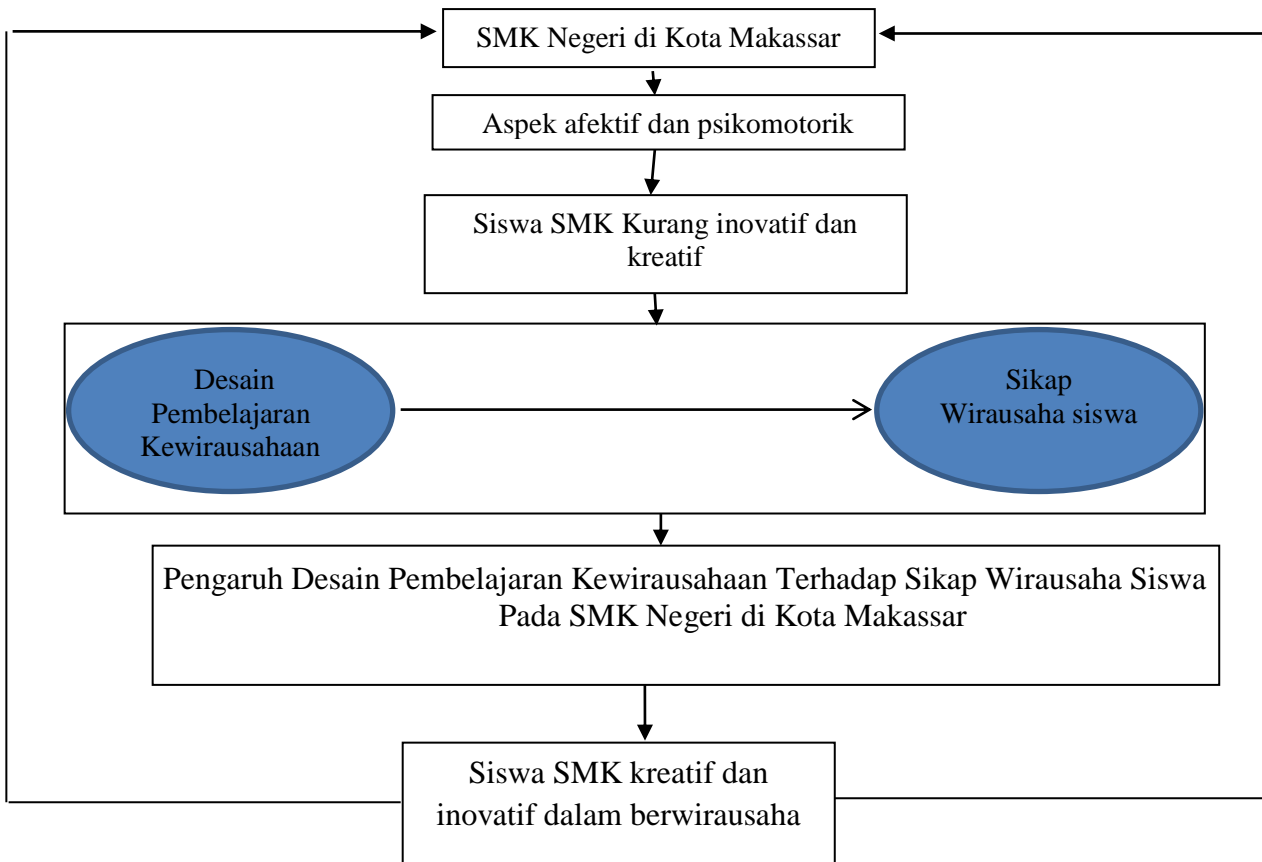 SMK Negeri di Kota Makassar
Aspek afektif dan psikomotorik
Siswa SMK Kurang inovatif dan
kreatif
Desain
Pembelajaran
Kewirausahaan
Sikap
Wirausaha siswa
Pengaruh Desain Pembelajaran Kewirausahaan Terhadap Sikap Wirausaha Siswa
Pada SMK Negeri di Kota Makassar
Siswa SMK kreatif dan
inovatif dalam berwirausaha